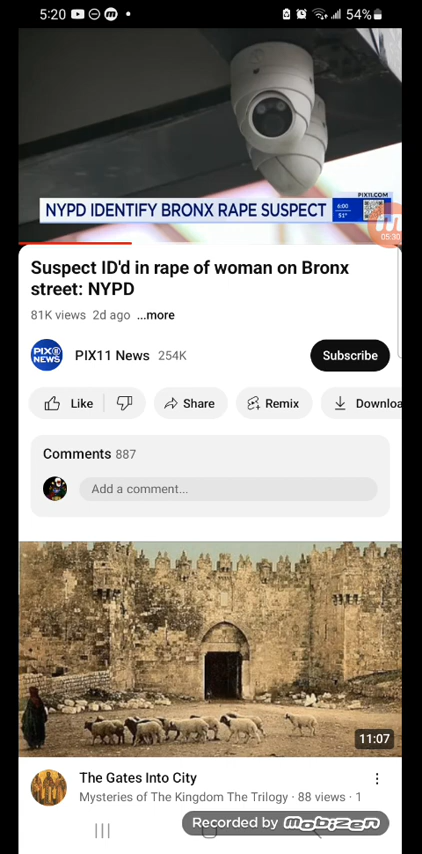 5:20
54%
PIX11.COM
NYPD IDENTIFY BRONX RAPE SUSPECT
6:00
51°
05:30
Suspect ID'd in rape of woman on Bronx
street: NYPD
81K views 2d ago ...more
PIX11 NEWS
PIX11 News 254K
Subscribe
Like
Share
Remix
Downloa
Comments 887
Add a comment...
11:07
The Gates Into City
Mysteries of The Kingdom The Trilogy · 88 views · 1
Recorded by mobizen